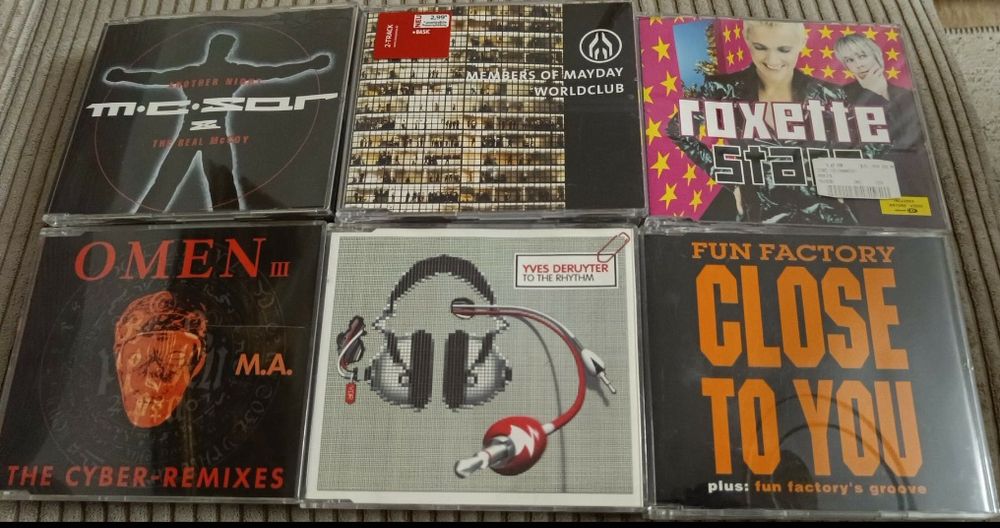 ANOTHER NIGHT
M.C.SAR
&
THE REAL McCOY
2-TRACK
NEU
2,99
BASIC
MEMBERS OF MAYDAY
WORLDCLUB
roxette
stars
OMEN III
M.A.
THE CYBER-REMIXES
YVES DERUYTER
TO THE RHYTHM
FUN FACTORY
CLOSE
TO YOU
plus: fun factory's groove